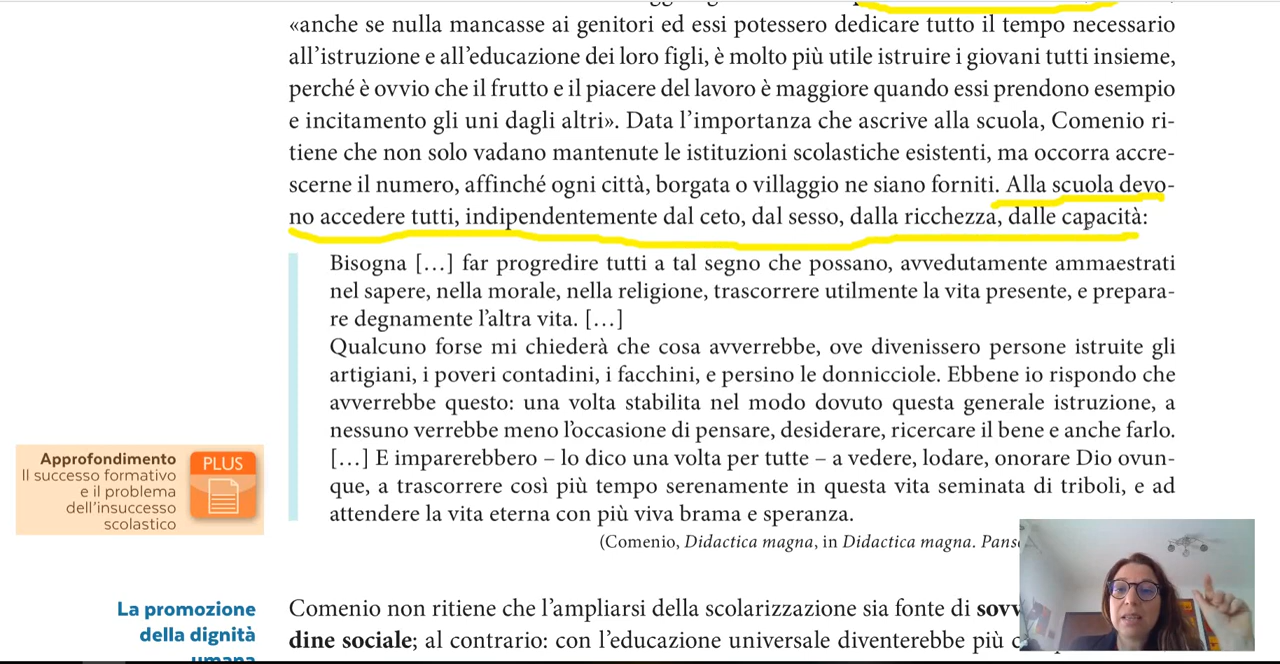 «anche se nulla mancasse ai genitori ed essi potessero dedicare tutto il tempo necessario
all'istruzione e all'educazione dei loro figli, è molto più utile istruire i giovani tutti insieme,
perché è ovvio che il frutto e il piacere del lavoro è maggiore quando essi prendono esempio
e incitamento gli uni dagli altri». Data l'importanza che ascrive alla scuola, Comenio ri-
tiene che non solo vadano mantenute le istituzioni scolastiche esistenti, ma occorra accre-
scerne il numero, affinché ogni città, borgata o villaggio ne siano forniti. Alla scuola devo-
no accedere tutti, indipendentemente dal ceto, dal sesso, dalla ricchezza, dalle capacità:
Bisogna […] far progredire tutti a tal segno che possano, avvedutamente ammaestrati
nel sapere, nella morale, nella religione, trascorrere utilmente la vita presente, e prepara-
re degnamente l'altra vita. […]
Qualcuno forse mi chiederà che cosa avverrebbe, ove divenissero persone istruite gli
artigiani, i poveri contadini, i facchini, e persino le donnicciole. Ebbene io rispondo che
avverrebbe questo: una volta stabilita nel modo dovuto questa generale istruzione, a
nessuno verrebbe meno l'occasione di pensare, desiderare, ricercare il bene e anche farlo.
[…] E imparerebbero – lo dico una volta per tutte – a vedere, lodare, onorare Dio ovun-
que, a trascorrere così più tempo serenamente in questa vita seminata di triboli, e ad
attendere la vita eterna con più viva brama e speranza.
(Comenio, Didactica magna, in Didactica magna. Pans
Approfondimento
Il successo formativo
e il problema
dell'insuccesso
scolastico
PLUS
La promozione
della dignità
umana
Comenio non ritiene che l'ampliarsi della scolarizzazione sia fonte di sovv
dine sociale; al contrario: con l'educazione universale diventerebbe più